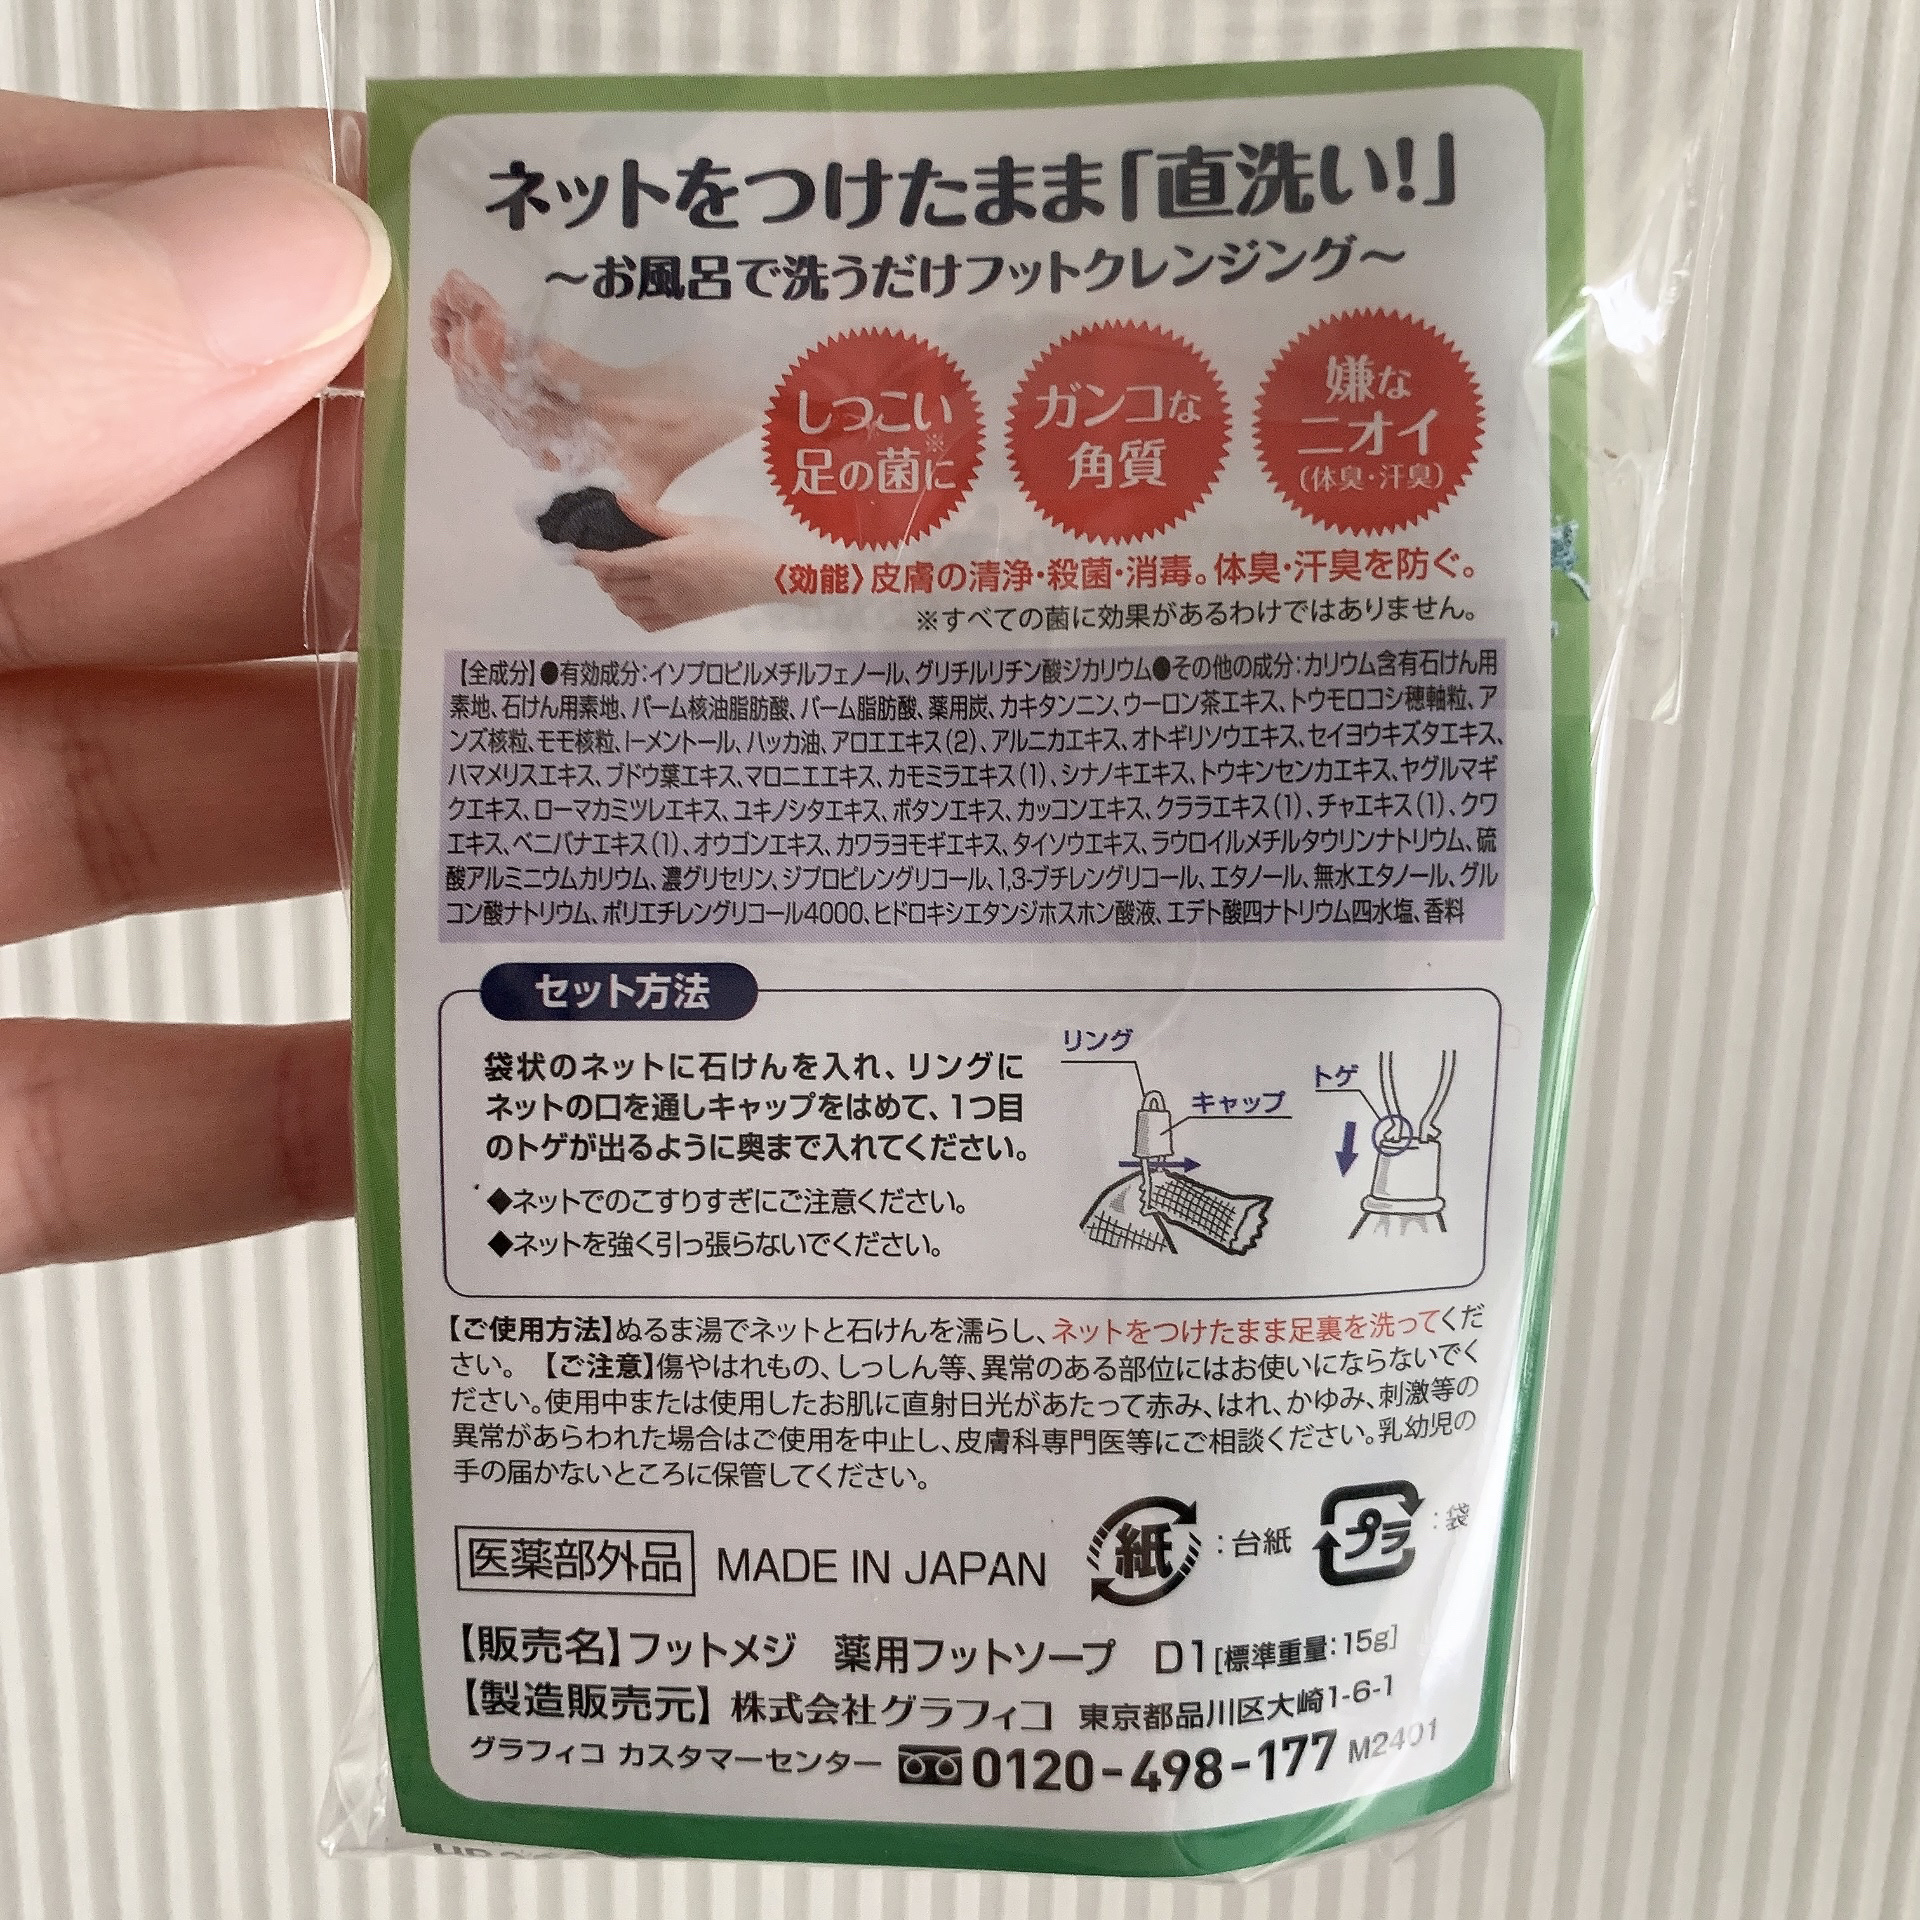 ネットをつけたまま「直洗い!」
～お風呂で洗うだけフットクレンジング～
しつこい
足の菌に※
ガンコな
角質
嫌な
ニオイ
(体臭・汗臭)
〈効能〉皮膚の清浄・殺菌・消毒。体臭・汗臭を防ぐ。
※すべての菌に効果があるわけではありません。
【全成分】●有効成分:イソプロピルメチルフェノール、グリチルリチン酸ジカリウム●その他の成分:カリウム含有石けん用
素地、石けん用素地、パーム核油脂肪酸、パーム脂肪酸、薬用炭、カキタンニン、ウーロン茶エキス、トウモロコシ穂軸粒、ア
ンズ核粒、モモ核粒、l-メントール、ハッカ油、アロエエキス(2)、アルニカエキス、オトギリソウエキス、セイヨウキズタエキス、
ハマメリスエキス、ブドウ葉エキス、マロニエエキス、カモミラエキス(1)、シナノキエキス、トウキンセンカエキス、ヤグルマギ
クエキス、ローマカミツレエキス、ユキノシタエキス、ボタンエキス、カッコンエキス、クララエキス(1)、チャエキス(1)、クワ
エキス、ベニバナエキス(1)、オウゴンエキス、カワラヨモギエキス、タイソウエキス、ラウロイルメチルタウリンナトリウム、硫
酸アルミニウムカリウム、濃グリセリン、ジプロピレングリコール、1,3-ブチレングリコール、エタノール、無水エタノール、グル
コン酸ナトリウム、ポリエチレングリコール4000、ヒドロキシエタンジホスホン酸液、エデト酸四ナトリウム四水塩、香料
セット方法
袋状のネットに石けんを入れ、リングに
ネットの口を通しキャップをはめて、1つ目
のトゲが出るように奥まで入れてください。
◆ネットでのこすりすぎにご注意ください。
◆ネットを強く引っ張らないでください。
リング
キャップ
トゲ
【ご使用方法】ぬるま湯でネットと石けんを濡らし、ネットをつけたまま足裏を洗ってくだ
さい。【ご注意】傷やはれもの、しっしん等、異常のある部位にはお使いにならないでく
ださい。使用中または使用したお肌に直射日光があたって赤み、はれ、かゆみ、刺激等の
異常があらわれた場合はご使用を中止し、皮膚科専門医等にご相談ください。乳幼児の
手の届かないところに保管してください。
医薬部外品 MADE IN JAPAN 紙 :台紙 プラ :袋
【販売名】フットメジ 薬用フットソープ D1[標準重量:15g]
【製造販売元】株式会社グラフィコ 東京都品川区大崎1-6-1
グラフィコ カスタマーセンター 0120-498-177 M2401